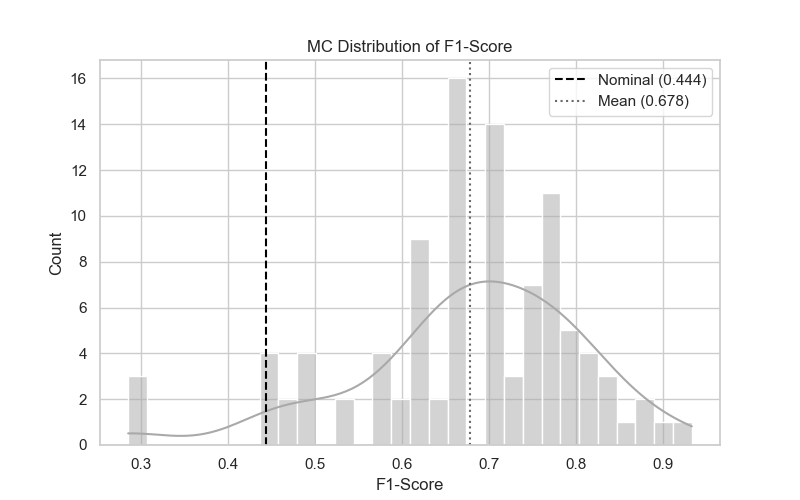 MC Distribution of F1-Score
Nominal (0.444)
Mean (0.678)
Count
16
14
12
10
8
6
4
2
0
0.3 0.4 0.5 0.6 0.7 0.8 0.9
F1-Score